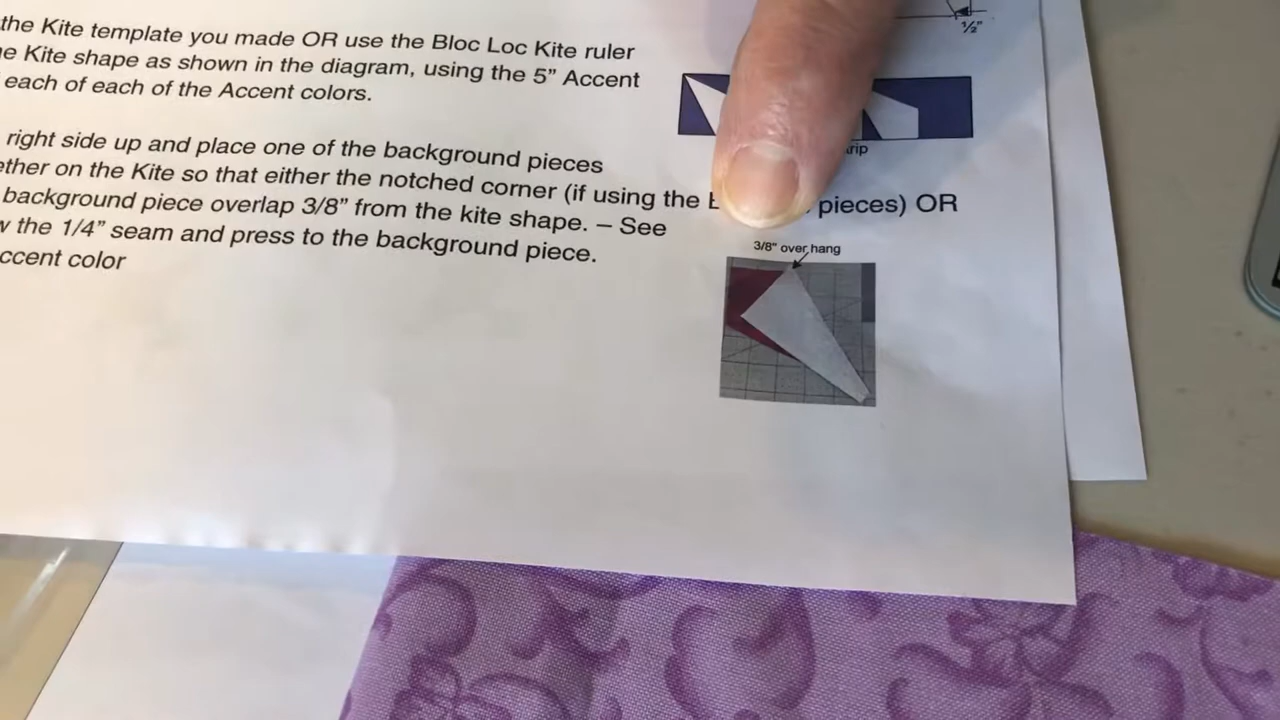 the Kite template you made OR use the Bloc Loc Kite ruler
Kite shape as shown in the diagram, using the 5” Accent
each of each of the Accent colors.
right side up and place one of the background pieces
on the Kite so that either the notched corner (if using the pieces) OR
background piece overlap 3/8” from the kite shape. – See
the 1/4” seam and press to the background piece.
color
½"
3/8" over hang